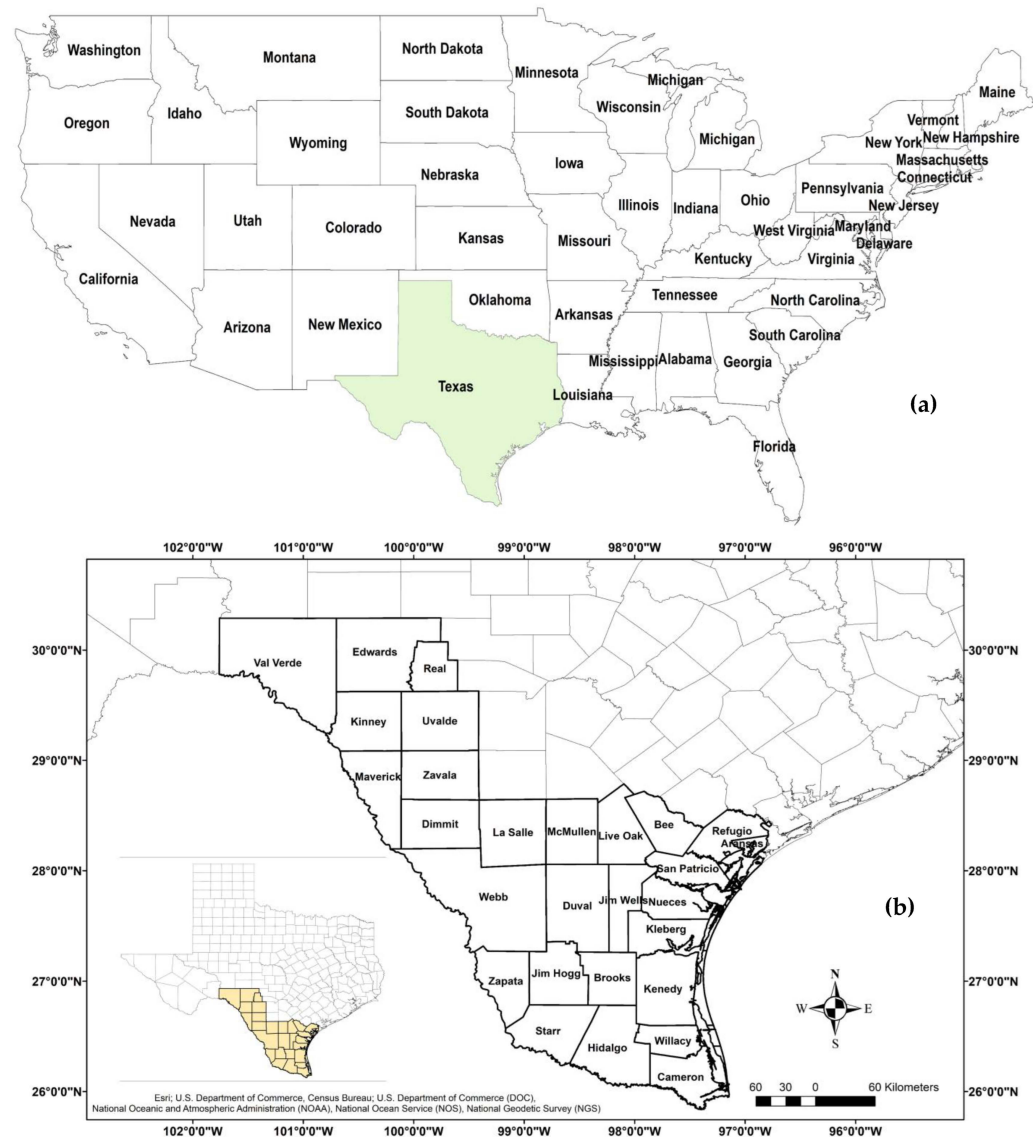 Washington
Montana
North Dakota
Minnesota
Michigan
Maine
Oregon
Idaho
South Dakota
Wisconsin
Vermont
Wyoming
Michigan
New York
New Hampshire
Iowa
Massachusetts
Nebraska
Connecticut
Pennsylvania
Nevada
Utah
Colorado
Illinois
Indiana
Ohio
New Jersey
Kansas
Missouri
West Virginia
Maryland
Delaware
California
Kentucky
Virginia
Oklahoma
Tennessee
North Carolina
Arizona
New Mexico
Arkansas
South Carolina
Mississippi
Alabama
Georgia
Texas
Louisiana
(a)
Florida
102°0'0"W 101°0'0"W 100°0'0"W 99°0'0"W 98°0'0"W 97°0'0"W 96°0'0"W
30°0'0"N
Val Verde
Edwards
Real
30°0'0"N
Kinney
Uvalde
29°0'0"N
Maverick
Zavala
29°0'0"N
Dimmit
La Salle
McMullen
Live Oak
Bee
Refugio
Aransas
28°0'0"N
San Patricio
28°0'0"N
Webb
Duval
Jim Wells
Nueces
(b)
Kleberg
27°0'0"N
Zapata
Jim Hogg
Brooks
Kenedy
27°0'0"N
N
W E
S
Starr
Hidalgo
Willacy
Cameron
60 30 0 60 Kilometers
26°0'0"N
26°0'0"N
Esri; U.S. Department of Commerce, Census Bureau; U.S. Department of Commerce (DOC),
National Oceanic and Atmospheric Administration (NOAA), National Ocean Service (NOS), National Geodetic Survey (NGS)
102°0'0"W 101°0'0"W 100°0'0"W 99°0'0"W 98°0'0"W 97°0'0"W 96°0'0"W